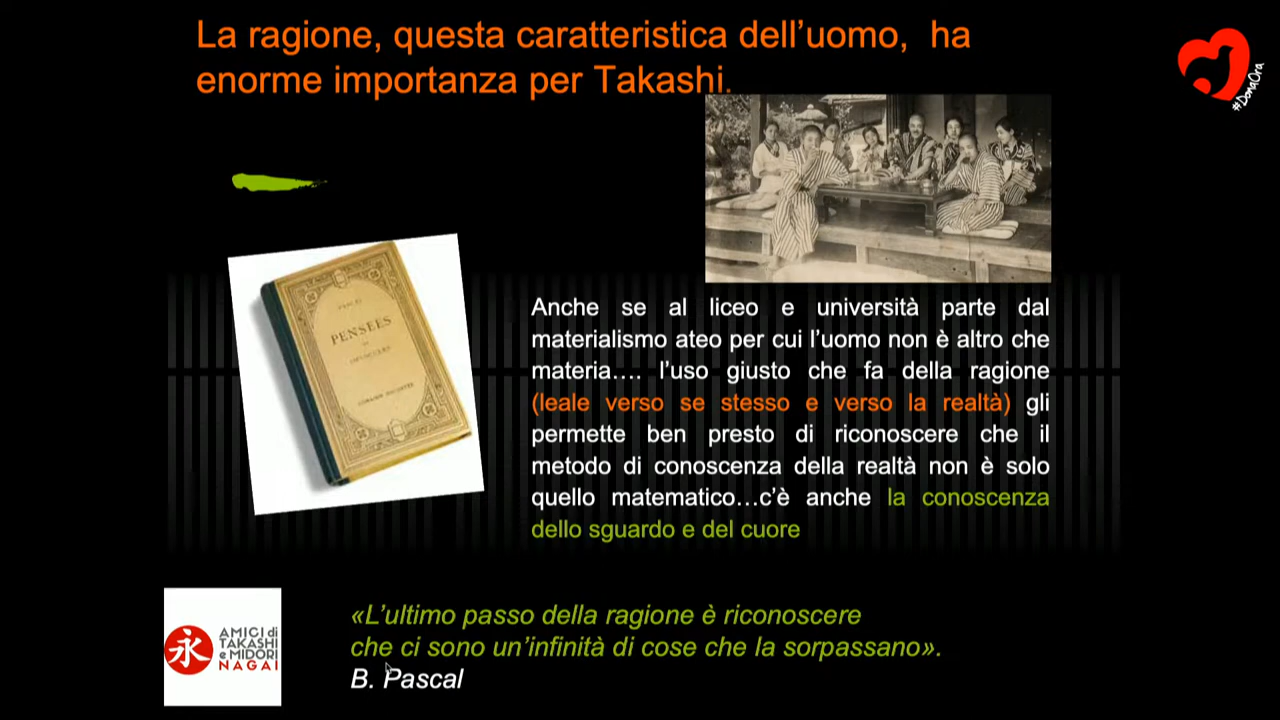 La ragione, questa caratteristica dell'uomo, ha
enorme importanza per Takashi.
#DonaOra
PENSÉES
Anche se al liceo e università parte dal
materialismo ateo per cui l'uomo non è altro che
materia…. l'uso giusto che fa della ragione
(leale verso se stesso e verso la realtà) gli
permette ben presto di riconoscere che il
metodo di conoscenza della realtà non è solo
quello matematico…c'è anche la conoscenza
dello sguardo e del cuore
永
AMICI di
TAKASHI
e MIDORI
NAGAI
«L'ultimo passo della ragione è riconoscere
che ci sono un'infinità di cose che la sorpassano».
B. Pascal